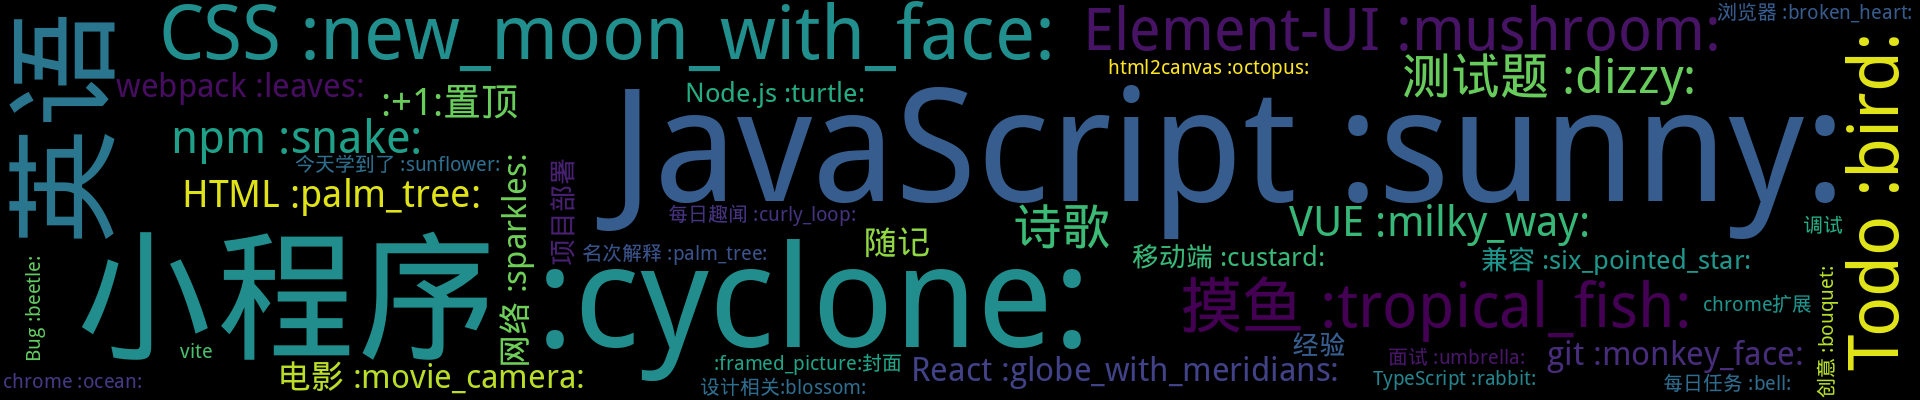 CSS :new_moon_with_face:
Element-UI :mushroom:
浏览器 :broken_heart:
英语
webpack :leaves:
:+1:置顶
html2canvas :octopus:
测试题 :dizzy:
Node.js :turtle:
JavaScript :sunny:
Todo :bird:
npm :snake:
今天学到了 :sunflower:
HTML :palm_tree:
网络 :sparkles:
项目部署
每日趣闻 :curly_loop:
随记
诗歌
VUE :milky_way:
调试
名次解释 :palm_tree:
移动端 :custard:
兼容 :six_pointed_star:
Bug :beetle:
小程序 :cyclone:
摸鱼 :tropical_fish:
chrome扩展
创意 :bouquet:
vite
经验
:framed_picture:封面
面试 :umbrella:
git :monkey_face:
chrome :ocean:
电影 :movie_camera:
设计相关:blossom:
React :globe_with_meridians:
TypeScript :rabbit:
每日任务 :bell: